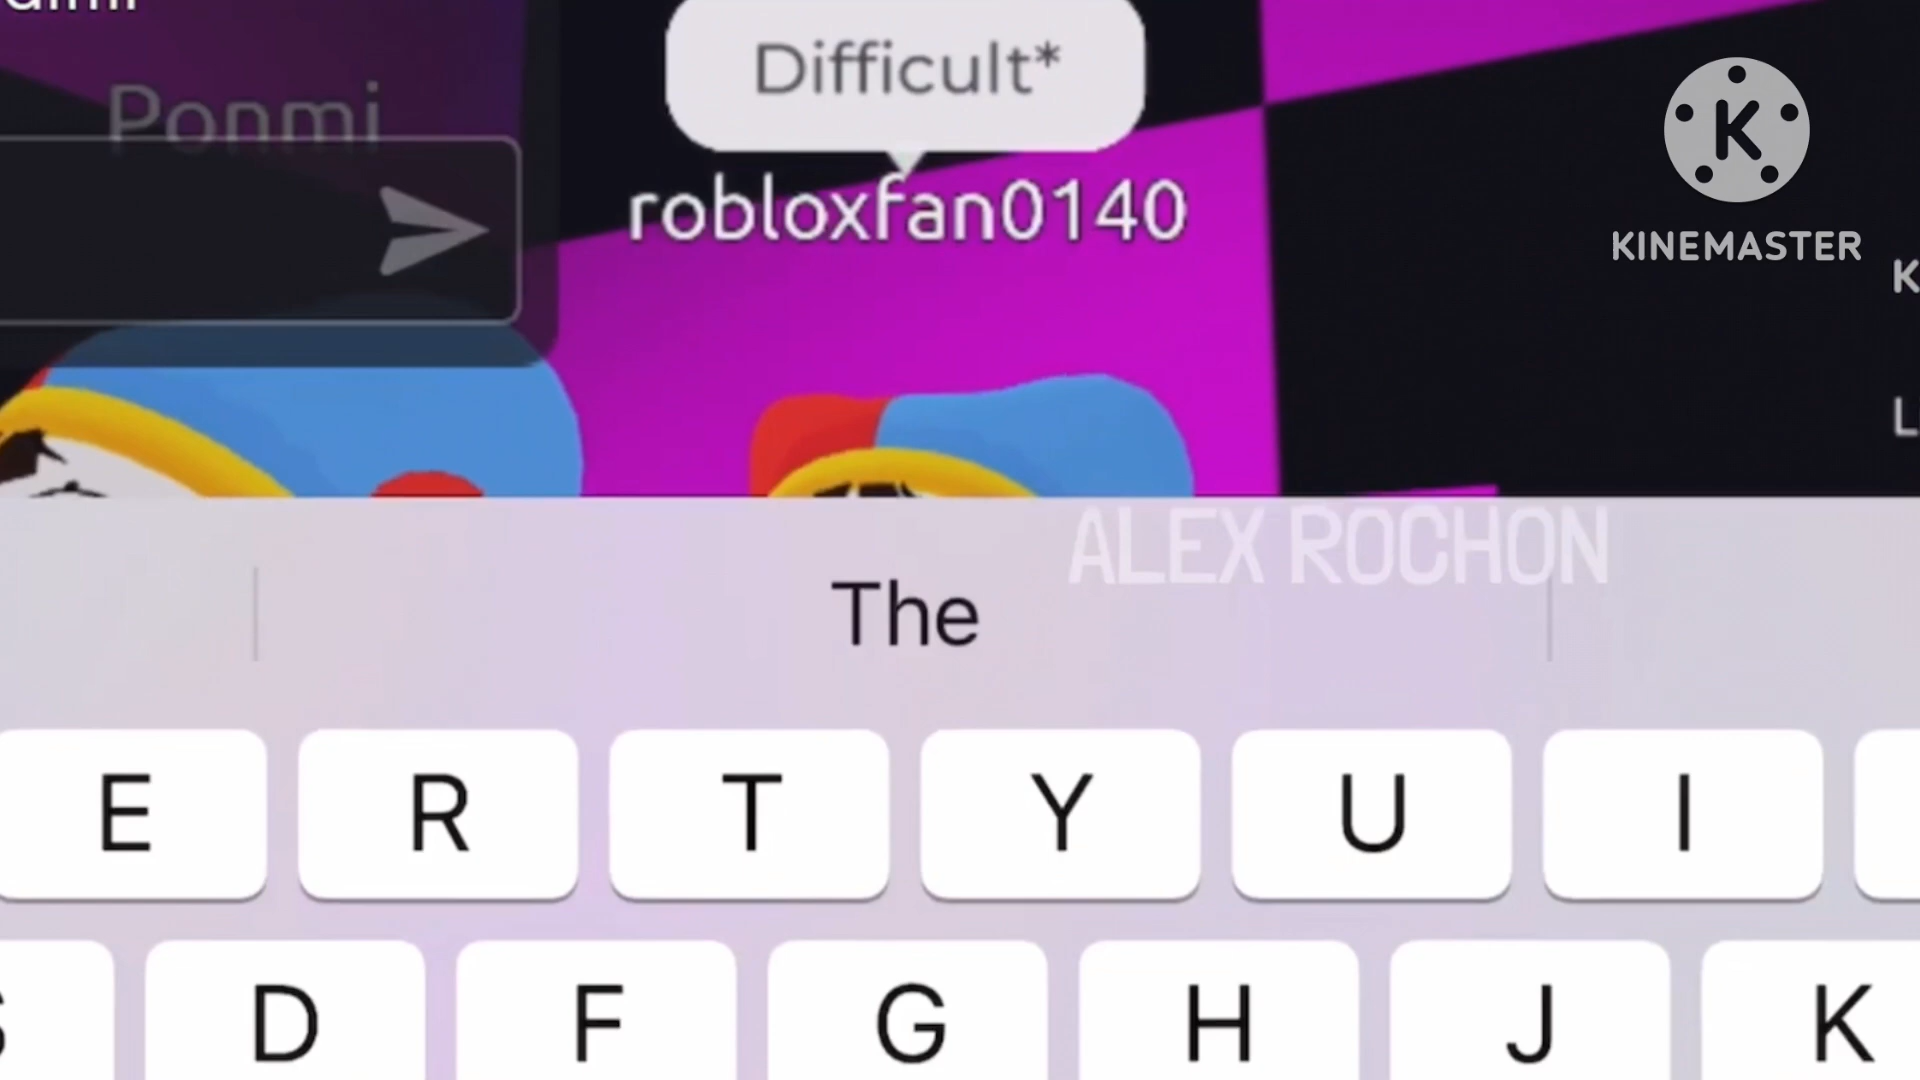 Difficult*
Ponmi
robloxfan0140
K
KINEMASTER
ALEX ROCHON
The
E R T Y U I
D F G H J K